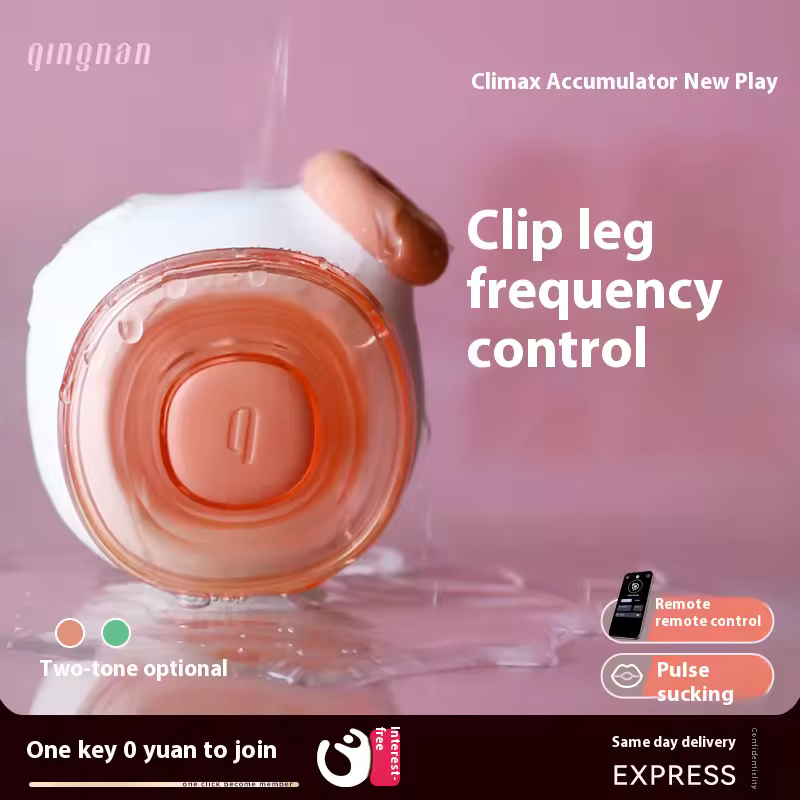 qingnan
Climax Accumulator New Play
Clip leg
frequency
control
Remote
remote control
Two-tone optional
Pulse
sucking
One key 0 yuan to join
one click become member
Interest-
free
Same day delivery
EXPRESS
Confidentiality